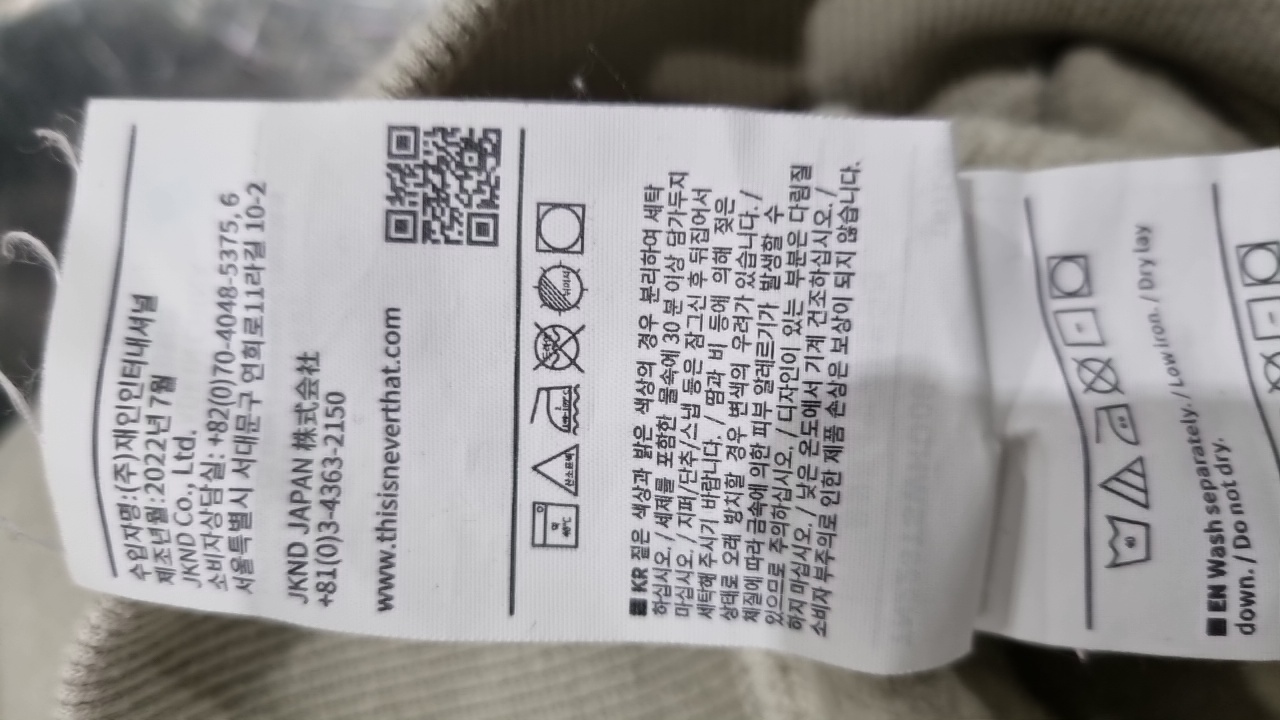 수입자명:(주)재인인터내셔널
제조년월:2022년 7월
JKND Co., Ltd.
소비자상담실: +82(0)70-4048-5375, 6
서울특별시 서대문구 연희로11라길 10-2
JKND JAPAN 株式会社
+81(0)3-4363-2150
www.thisisneverthat.com
약
40℃
산소표백
■ KR 짙은 색상과 밝은 색상의 경우 분리하여 세탁
하십시오. / 세제를 포함한 물속에 30 분 이상 담가두지
마십시오. / 지퍼/단추/스냅 등은 잠그신 후 뒤집어서
세탁해 주시기 바랍니다. / 땀과 비 등에 의해 젖은
상태로 오래 방치할 경우 변색의 우려가 있습니다. /
체질에 따라 금속에 의한 피부 알레르기가 발생할 수
있으므로 주의하십시오. / 디자인이 있는 부분은 다림질
하지 마십시오. / 낮은 온도에서 기계 건조하십시오. /
소비자 부주의로 인한 제품 손상은 보상이 되지 않습니다.
40
■ EN Wash separately. / Low iron. / Dry lay
down. / Do not dry.